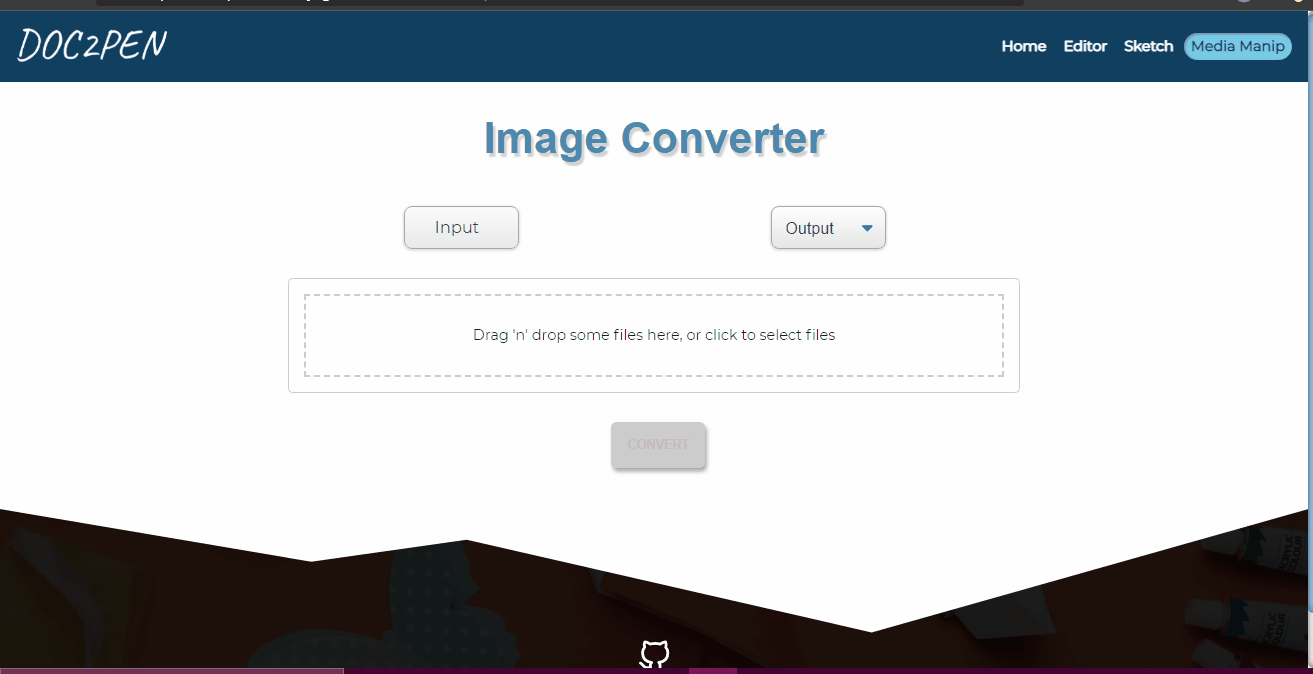 DOC2PEN
Home Editor Sketch Media Manip
Image Converter
Input Output
Drag 'n' drop some files here, or click to select files
CONVERT